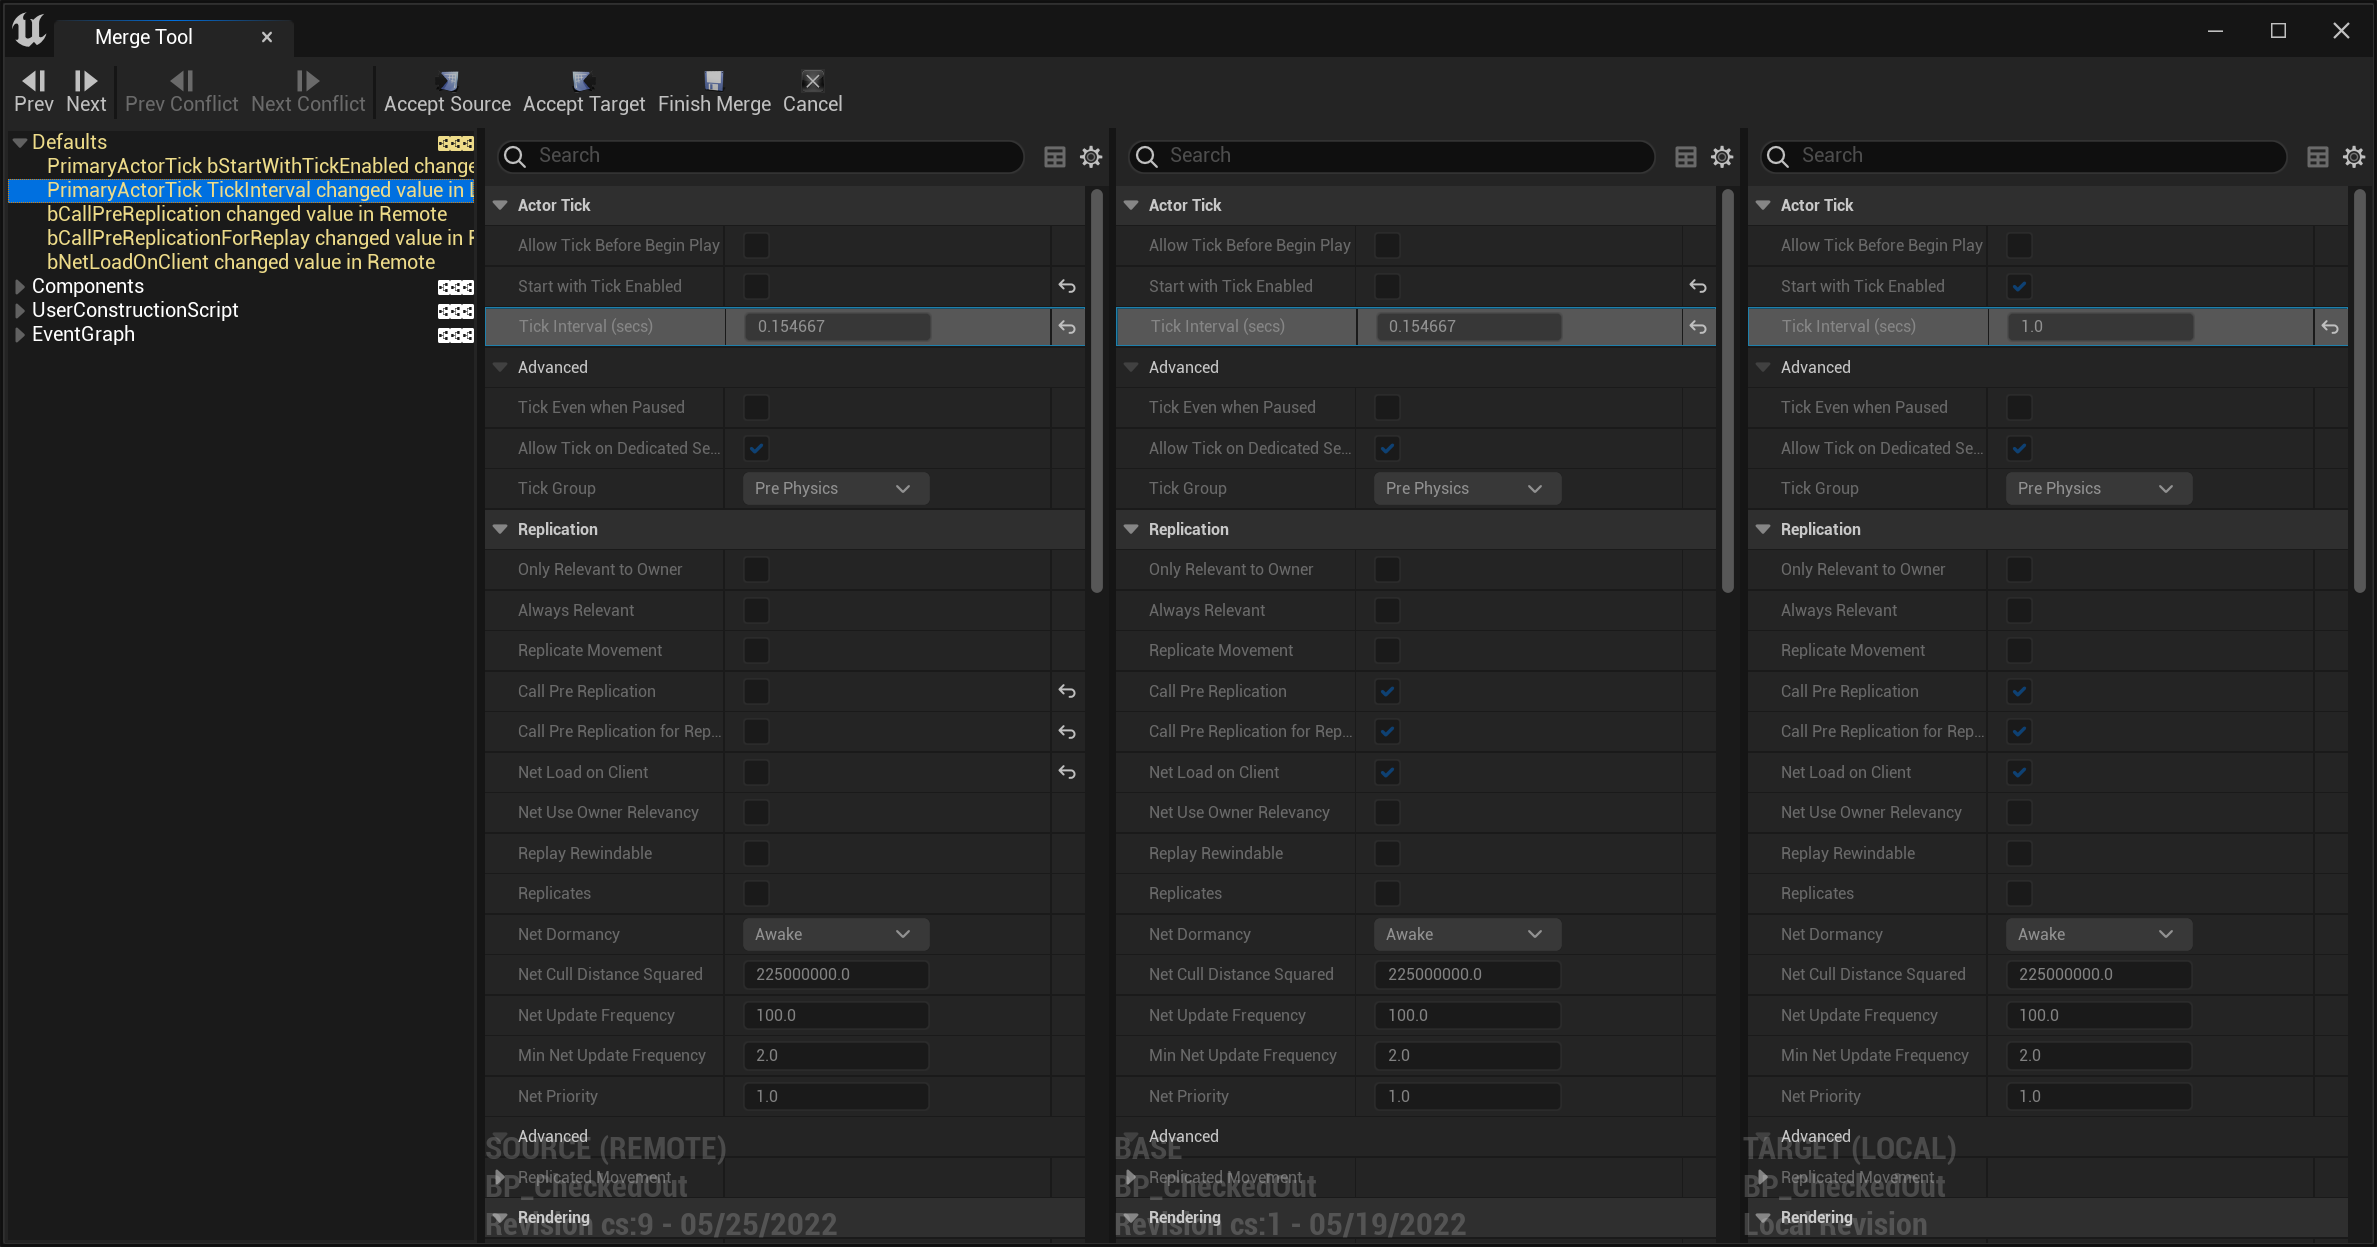 Merge Tool
Prev
Next
Prev Conflict
Next Conflict
Accept Source
Accept Target
Finish Merge
Cancel
Defaults
PrimaryActorTick bStartWithTickEnabled change
PrimaryActorTick TickInterval changed value in
bCallPreReplication changed value in Remote
bCallPreReplicationForReplay changed value in
bNetLoadOnClient changed value in Remote
Components
UserConstructionScript
EventGraph
Search
Actor Tick
Allow Tick Before Begin Play
Start with Tick Enabled
Tick Interval (secs) 0.154667
Advanced
Tick Even when Paused
Allow Tick on Dedicated Se...
Tick Group Pre Physics
Replication
Only Relevant to Owner
Always Relevant
Replicate Movement
Call Pre Replication
Call Pre Replication for Rep...
Net Load on Client
Net Use Owner Relevancy
Replay Rewindable
Replicates
Net Dormancy Awake
Net Cull Distance Squared 225000000.0
Net Update Frequency 100.0
Min Net Update Frequency 2.0
Net Priority 1.0
Advanced
SOURCE (REMOTE)
Replicated Movement
BP_CheckedOut
Rendering
Revision cs:9 - 05/25/2022
Search
Actor Tick
Allow Tick Before Begin Play
Start with Tick Enabled
Tick Interval (secs) 0.154667
Advanced
Tick Even when Paused
Allow Tick on Dedicated Se...
Tick Group Pre Physics
Replication
Only Relevant to Owner
Always Relevant
Replicate Movement
Call Pre Replication
Call Pre Replication for Rep...
Net Load on Client
Net Use Owner Relevancy
Replay Rewindable
Replicates
Net Dormancy Awake
Net Cull Distance Squared 225000000.0
Net Update Frequency 100.0
Min Net Update Frequency 2.0
Net Priority 1.0
Advanced
BASE
Replicated Movement
BP_CheckedOut
Rendering
Revision cs:1 - 05/19/2022
Search
Actor Tick
Allow Tick Before Begin Play
Start with Tick Enabled
Tick Interval (secs) 1.0
Advanced
Tick Even when Paused
Allow Tick on Dedicated Se...
Tick Group Pre Physics
Replication
Only Relevant to Owner
Always Relevant
Replicate Movement
Call Pre Replication
Call Pre Replication for Rep...
Net Load on Client
Net Use Owner Relevancy
Replay Rewindable
Replicates
Net Dormancy Awake
Net Cull Distance Squared 225000000.0
Net Update Frequency 100.0
Min Net Update Frequency 2.0
Net Priority 1.0
Advanced
TARGET (LOCAL)
Replicated Movement
BP_CheckedOut
Rendering
Local Revision